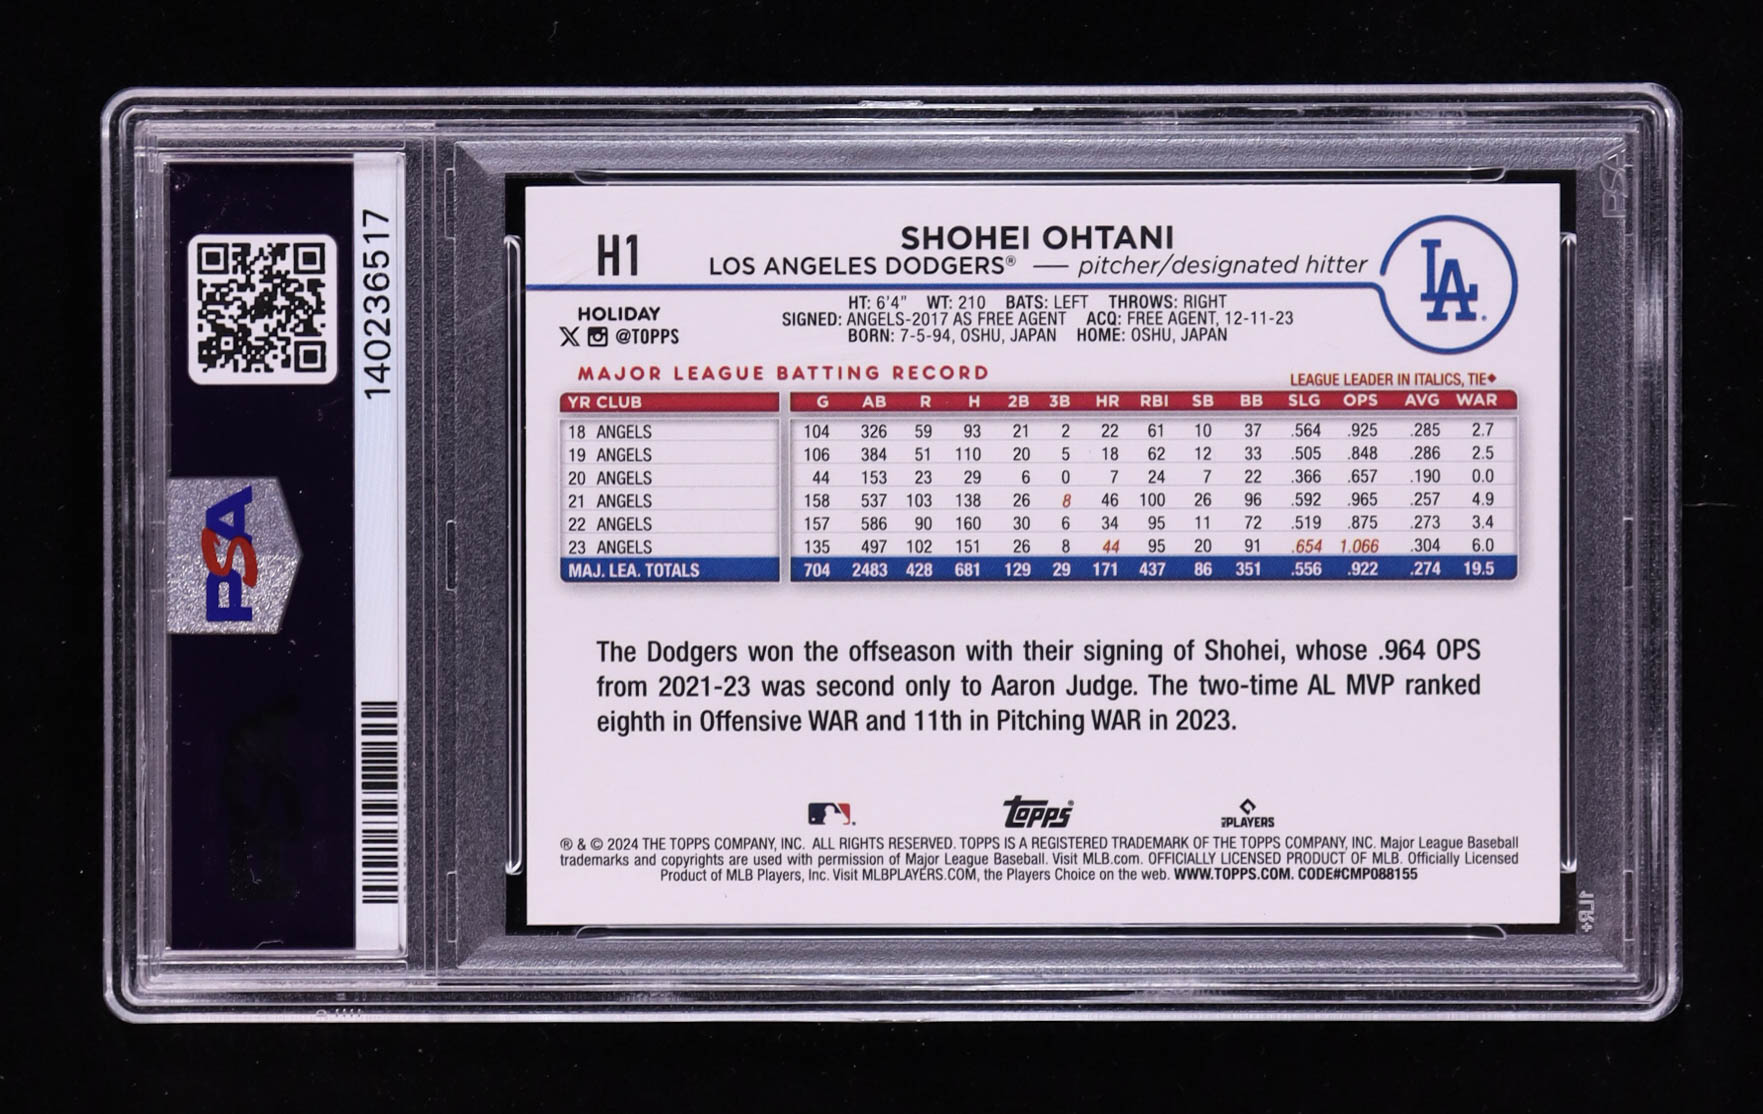 140236517
PSA
H1
SHOHEI OHTANI
LOS ANGELES DODGERS® — pitcher/designated hitter
LA
HOLIDAY
X @TOPPS
HT: 6'4" WT: 210 BATS: LEFT THROWS: RIGHT
SIGNED: ANGELS-2017 AS FREE AGENT ACQ: FREE AGENT, 12-11-23
BORN: 7-5-94, OSHU, JAPAN HOME: OSHU, JAPAN
MAJOR LEAGUE BATTING RECORD
LEAGUE LEADER IN ITALICS, TIE◆
YR CLUB G AB R H 2B 3B HR RBI SB BB SLG OPS AVG WAR
18 ANGELS 104 326 59 93 21 2 22 61 10 37 .564 .925 .285 2.7
19 ANGELS 106 384 51 110 20 5 18 62 12 33 .505 .848 .286 2.5
20 ANGELS 44 153 23 29 6 0 7 24 7 22 .366 .657 .190 0.0
21 ANGELS 158 537 103 138 26 8 46 100 26 96 .592 .965 .257 4.9
22 ANGELS 157 586 90 160 30 6 34 95 11 72 .519 .875 .273 3.4
23 ANGELS 135 497 102 151 26 8 44 95 20 91 .654 1.066 .304 6.0
MAJ. LEA. TOTALS 704 2483 428 681 129 29 171 437 86 351 .556 .922 .274 19.5
The Dodgers won the offseason with their signing of Shohei, whose .964 OPS
from 2021-23 was second only to Aaron Judge. The two-time AL MVP ranked
eighth in Offensive WAR and 11th in Pitching WAR in 2023.
Topps®
PLAYERS
® & © 2024 THE TOPPS COMPANY, INC. ALL RIGHTS RESERVED. TOPPS IS A REGISTERED TRADEMARK OF THE TOPPS COMPANY, INC. Major League Baseball
trademarks and copyrights are used with permission of Major League Baseball. Visit MLB.com. OFFICIALLY LICENSED PRODUCT OF MLB. Officially Licensed
Product of MLB Players, Inc. Visit MLBPLAYERS.COM, the Players Choice on the web. WWW.TOPPS.COM. CODE#CMP088155
PSA
1LR+